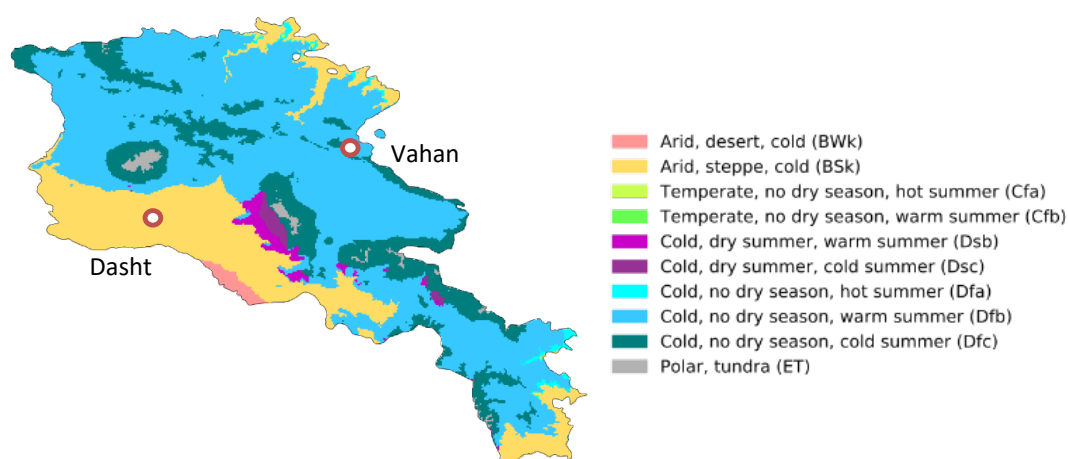 Vahan
Dasht
Arid, desert, cold (BWk)
Arid, steppe, cold (BSk)
Temperate, no dry season, hot summer (Cfa)
Temperate, no dry season, warm summer (Cfb)
Cold, dry summer, warm summer (Dsb)
Cold, dry summer, cold summer (Dsc)
Cold, no dry season, hot summer (Dfa)
Cold, no dry season, warm summer (Dfb)
Cold, no dry season, cold summer (Dfc)
Polar, tundra (ET)